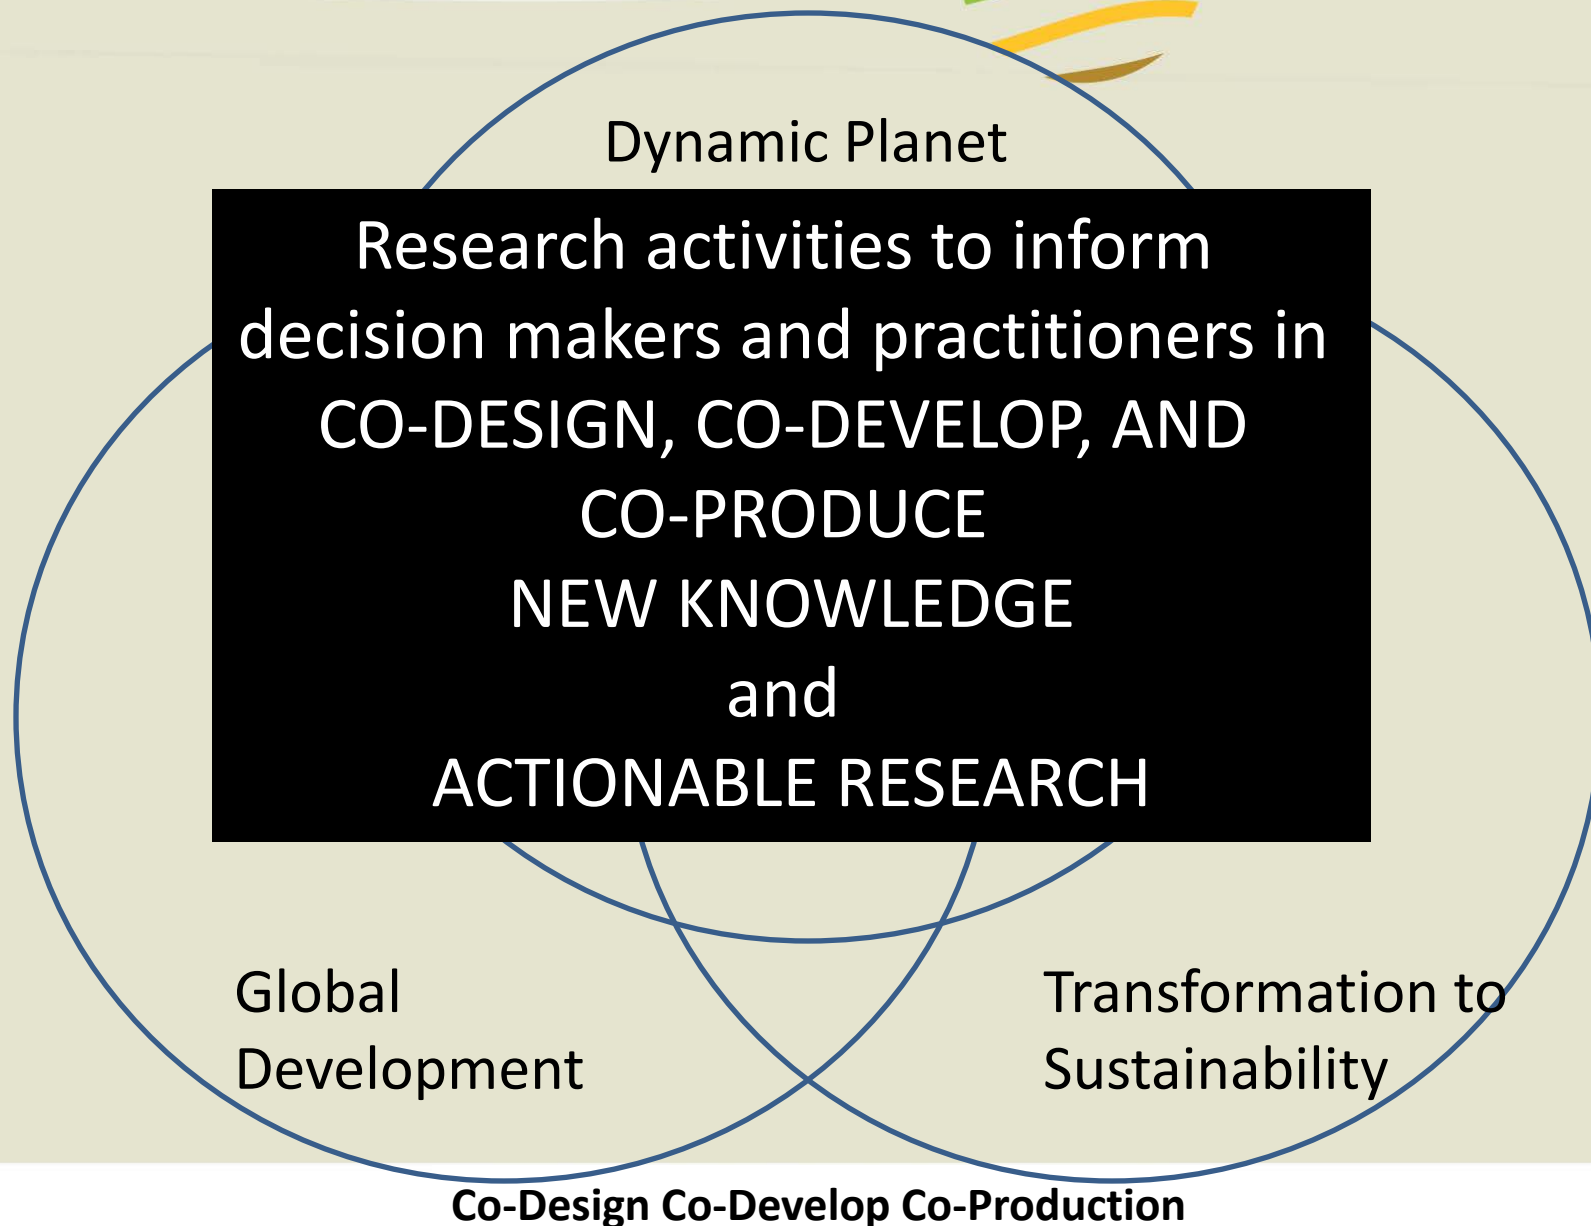 Dynamic Planet
Research activities to inform
decision makers and practitioners in
CO-DESIGN, CO-DEVELOP, AND
CO-PRODUCE
NEW KNOWLEDGE
and
ACTIONABLE RESEARCH
Global
Development
Transformation to
Sustainability
Co-Design Co-Develop Co-Production